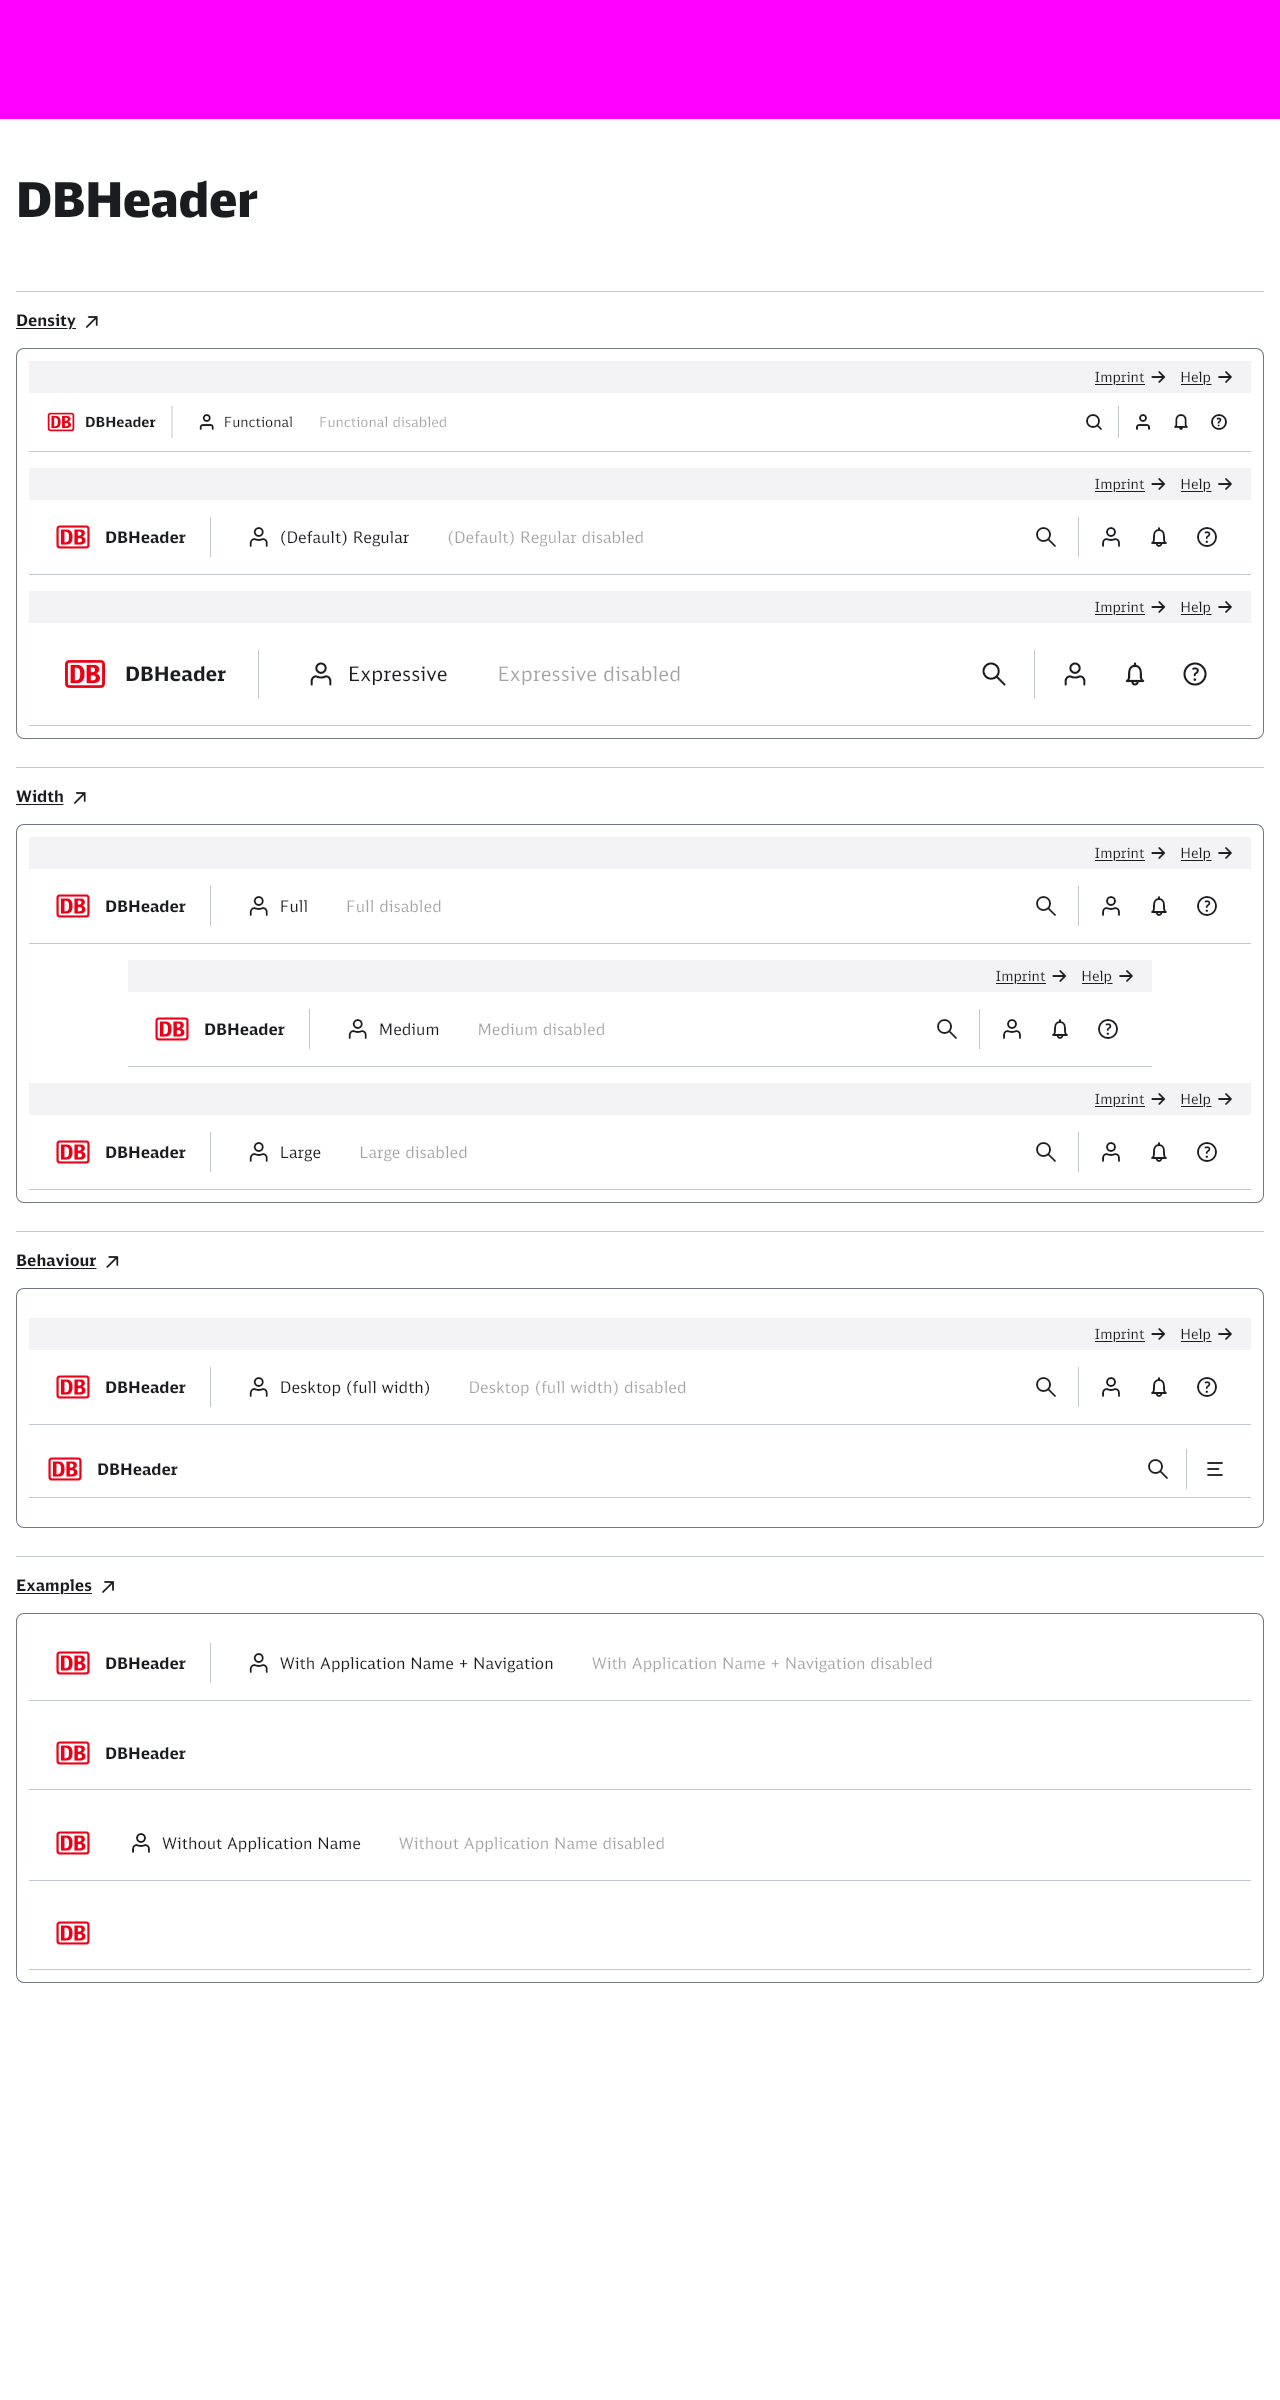 DBHeader
Density
Imprint Help
DB DBHeader Functional Functional disabled
Imprint Help
DB DBHeader (Default) Regular (Default) Regular disabled
Imprint Help
DB DBHeader Expressive Expressive disabled
Width
Imprint Help
DB DBHeader Full Full disabled
Imprint Help
DB DBHeader Medium Medium disabled
Imprint Help
DB DBHeader Large Large disabled
Behaviour
Imprint Help
DB DBHeader Desktop (full width) Desktop (full width) disabled
DB DBHeader
Examples
DB DBHeader With Application Name + Navigation With Application Name + Navigation disabled
DB DBHeader
DB Without Application Name Without Application Name disabled
DB